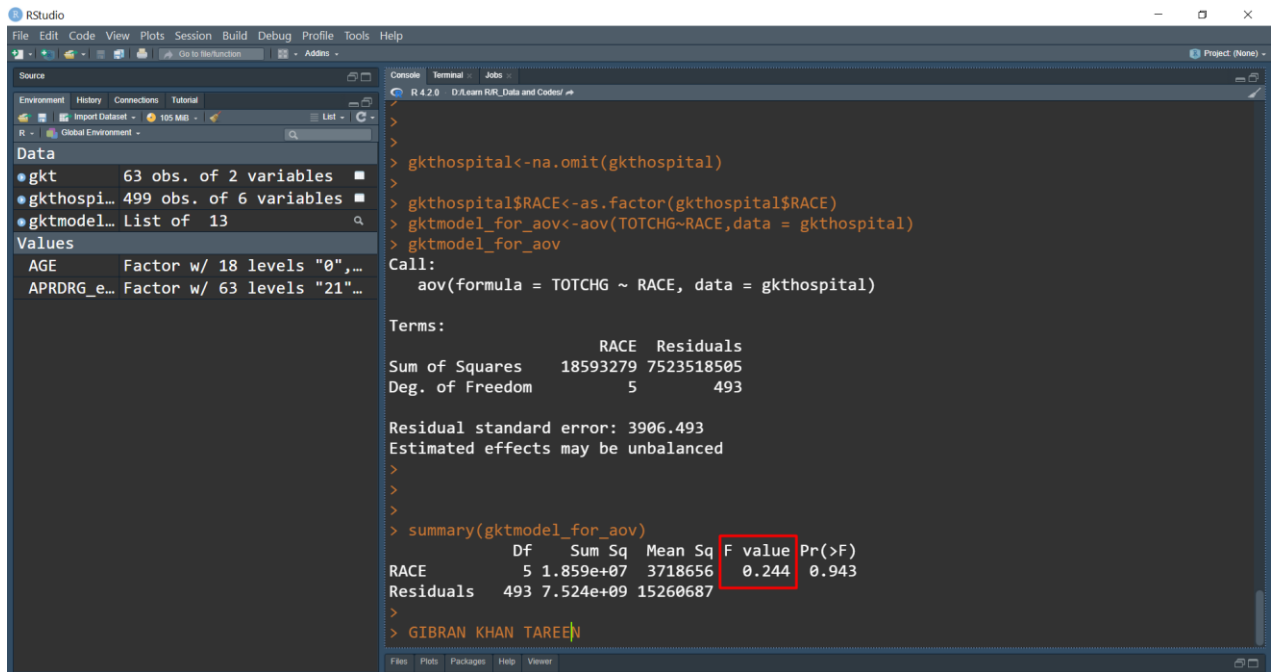 RStudio
File Edit Code View Plots Session Build Debug Profile Tools Help
Go to file/function Addins
Project: (None)
Source
Environment History Connections Tutorial
Import Dataset 105 MiB List
R Global Environment
Data
gkt 63 obs. of 2 variables
gkthospi… 499 obs. of 6 variables
gktmodel… List of 13
Values
AGE Factor w/ 18 levels "0",…
APRDRG_e… Factor w/ 63 levels "21"…
Console Terminal Jobs
R 4.2.0 D:/Learn R/R_Data and Codes/
>
>
>
> gkthospital<-na.omit(gkthospital)
>
> gkthospital$RACE<-as.factor(gkthospital$RACE)
> gktmodel_for_aov<-aov(TOTCHG~RACE,data = gkthospital)
> gktmodel_for_aov
Call:
aov(formula = TOTCHG ~ RACE, data = gkthospital)
Terms:
RACE Residuals
Sum of Squares 18593279 7523518505
Deg. of Freedom 5 493
Residual standard error: 3906.493
Estimated effects may be unbalanced
>
>
>
> summary(gktmodel_for_aov)
Df Sum Sq Mean Sq F value Pr(>F)
RACE 5 1.859e+07 3718656 0.244 0.943
Residuals 493 7.524e+09 15260687
>
> GIBRAN KHAN TAREEN
Files Plots Packages Help Viewer